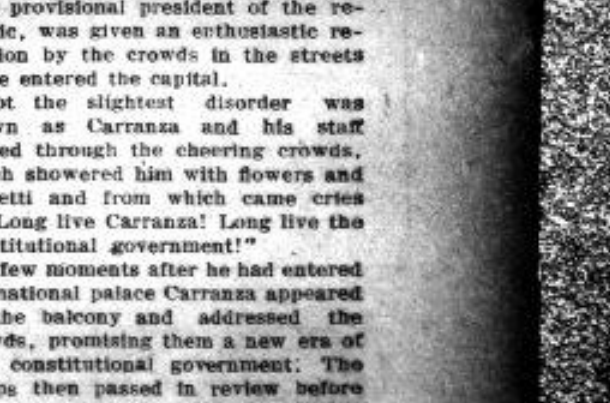 provisional president of the re-
ic, was given an enthusiastic re-
ion by the crowds in the streets
e entered the capital.
ot the slightest disorder was
wn as Carranza and his staff
ed through the cheering crowds,
h showered him with flowers and
etti and from which came cries
Long live Carranza! Long live the
titutional government!"
few moments after he had entered
national palace Carranza appeared
he balcony and addressed the
ds, promising them a new era of
constitutional government. The
ps then passed in review before